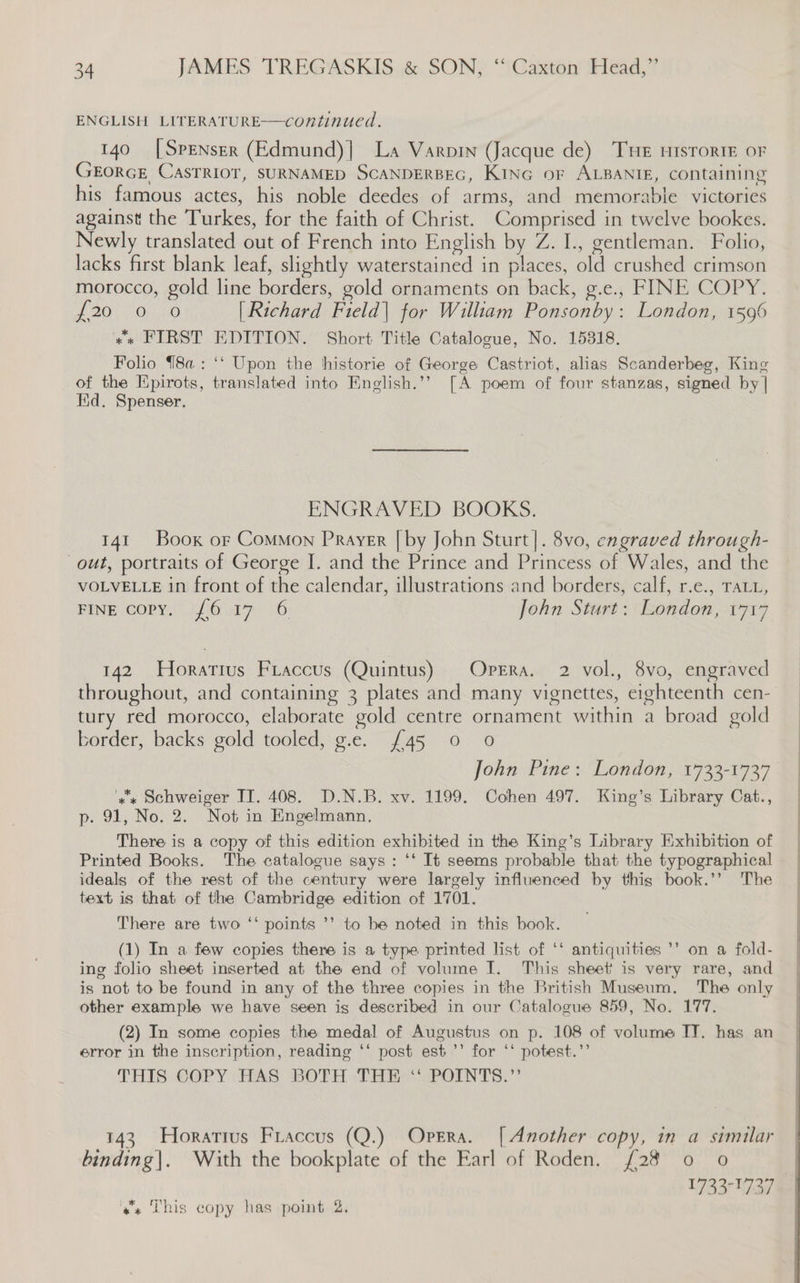 34 JAMES TREGASKIS & SON, “ Caxton Head,”
ENGLISH LITERATURE—continued.
140 [Spenser (Edmund)] La Varpin (Jacque de) The historie of
George Castriot, surnamed Scanderbeg, King of Albanie, containing
his famous actes, his noble deedes of arms, and memorable victories
against the Turkes, for the faith of Christ. Comprised in twelve bookes.
Newly translated out of French into English by Z. I., gentleman. Folio,
lacks first blank leaf, slightly waterstained in places, old crushed crimson
morocco, gold line borders, gold ornaments on back, g.e., FINE COPY.
£20 0 0 [Richard Field] for William Ponsonby: London, 1596
*⁎* FIRST EDITION. Short Title Catalogue, No. 15318.
Folio ¶8a: “ Upon the historie of George Castriot, alias Scanderbeg, King
of the Epirots, translated into English.” [A poem of four stanzas, signed by]
Ed. Spenser.
ENGRAVED BOOKS.
141 Book of Common Prayer [by John Sturt]. 8vo, engraved through-
out, portraits of George I. and the Prince and Princess of Wales, and the
VOLVELLE in front of the calendar, illustrations and borders, calf, r.e., TALL,
FINE COPY. £6 17 6 John Sturt: London, 1717
142 Horatius Flaccus (Quintus) Opera. 2 vol., 8vo, engraved
throughout, and containing 3 plates and many vignettes, eighteenth cen-
tury red morocco, elaborate gold centre ornament within a broad gold
border, backs gold tooled, g.e. £45 0 0
John Pine: London, 1733-1737
*⁎* Schweiger II. 408. D.N.B. xv. 1199. Cohen 497. King’s Library Cat.,
p. 91, No. 2. Not in Engelmann.
There is a copy of this edition exhibited in the King’s Library Exhibition of
Printed Books. The catalogue says: “ It seems probable that the typographical
ideals of the rest of the century were largely influenced by this book.” The
text is that of the Cambridge edition of 1701.
There are two “ points ” to be noted in this book.
(1) In a few copies there is a type printed list of “ antiquities ” on a fold-
ing folio sheet inserted at the end of volume I. This sheet is very rare, and
is not to be found in any of the three copies in the British Museum. The only
other example we have seen is described in our Catalogue 859, No. 177.
(2) In some copies the medal of Augustus on p. 108 of volume II. has an
error in the inscription, reading “ post est ” for “ potest.”
THIS COPY HAS BOTH THE “ POINTS.”
143 Horatius Flaccus (Q.) Opera. [Another copy, in a similar
binding]. With the bookplate of the Earl of Roden. £28 0 0
1733-1737
*⁎* This copy has point 2.